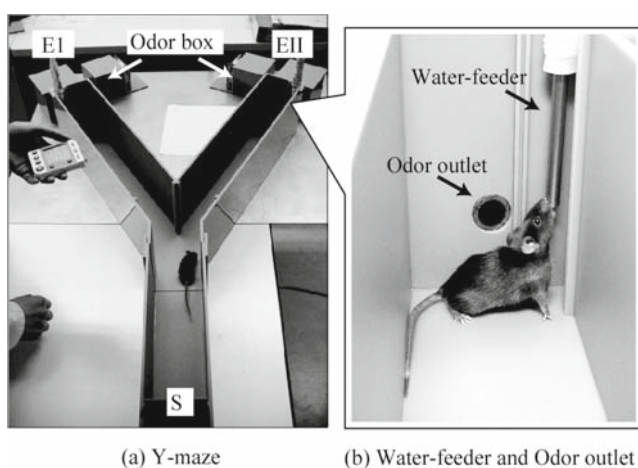 E1
Odor box
EII
S
Water-feeder
Odor outlet
(a) Y-maze
(b) Water-feeder and Odor outlet